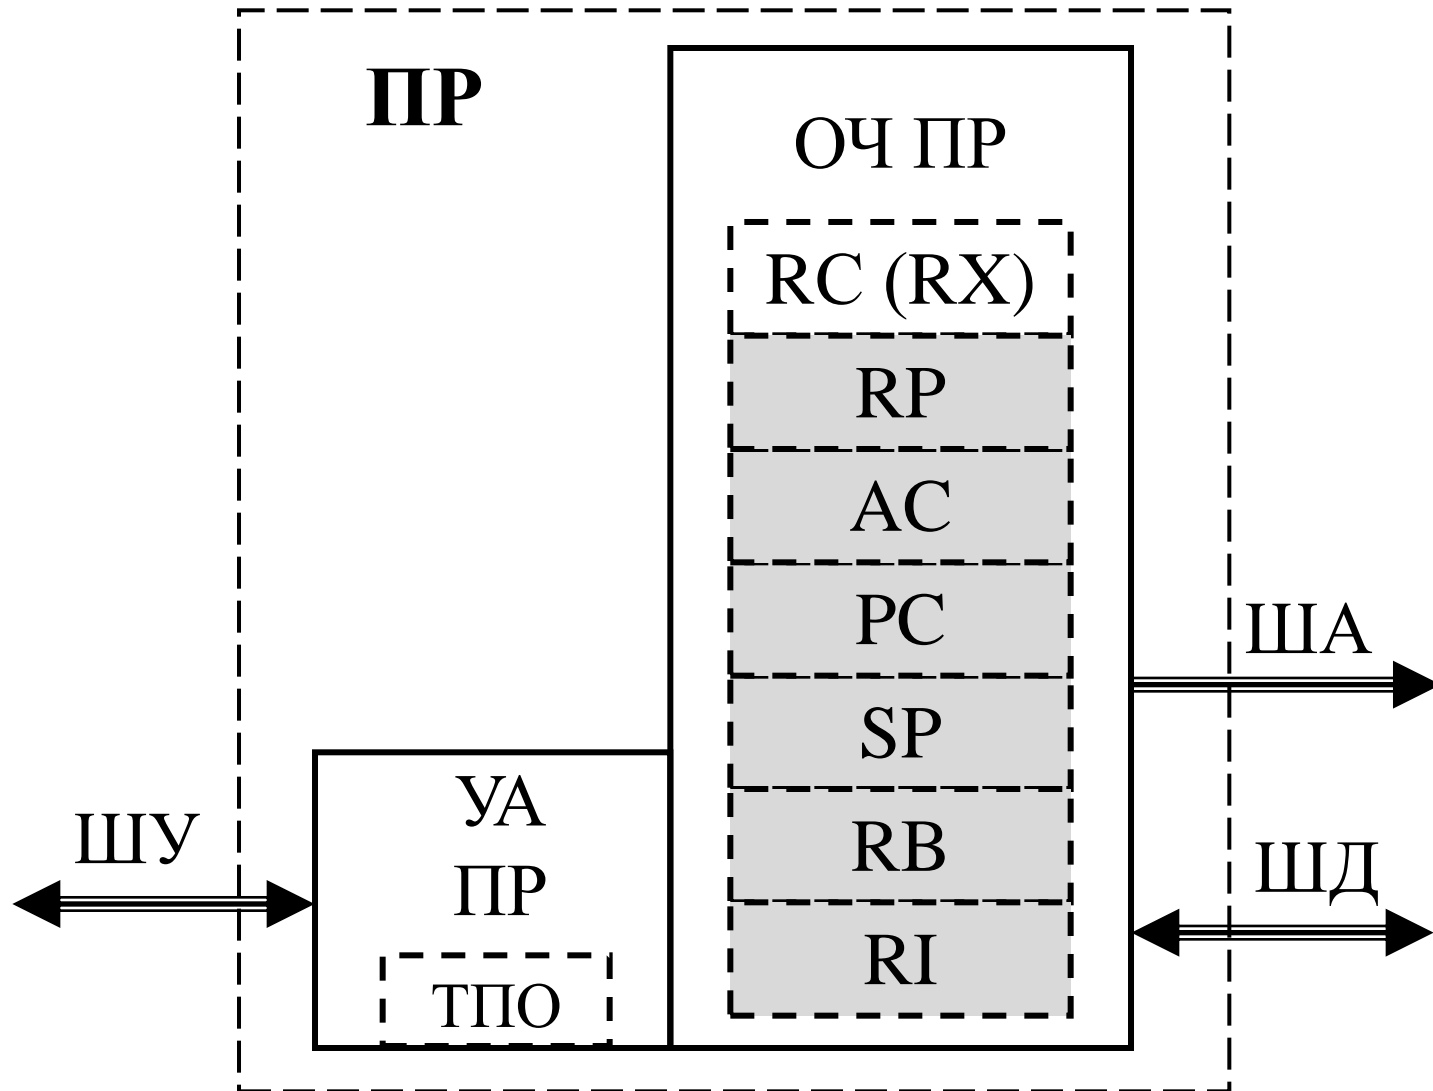 ПР
ОЧ ПР
RC (RX)
RP
AC
PC
SP
RB
RI
ША
ШД
ШУ
УА
ПР
ТПО